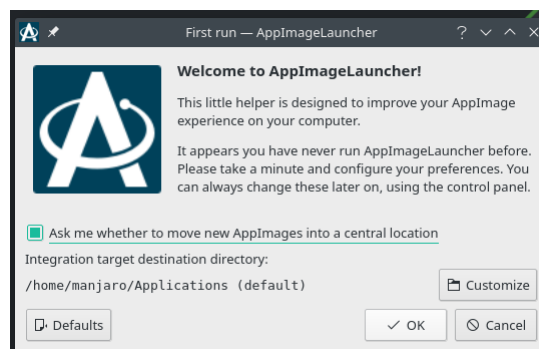 First run — AppImageLauncher
Welcome to AppImageLauncher!
This little helper is designed to improve your AppImage
experience on your computer.
It appears you have never run AppImageLauncher before.
Please take a minute and configure your preferences. You
can always change these later on, using the control panel.
Ask me whether to move new AppImages into a central location
Integration target destination directory:
/home/manjaro/Applications (default)
Customize
Defaults
OK
Cancel